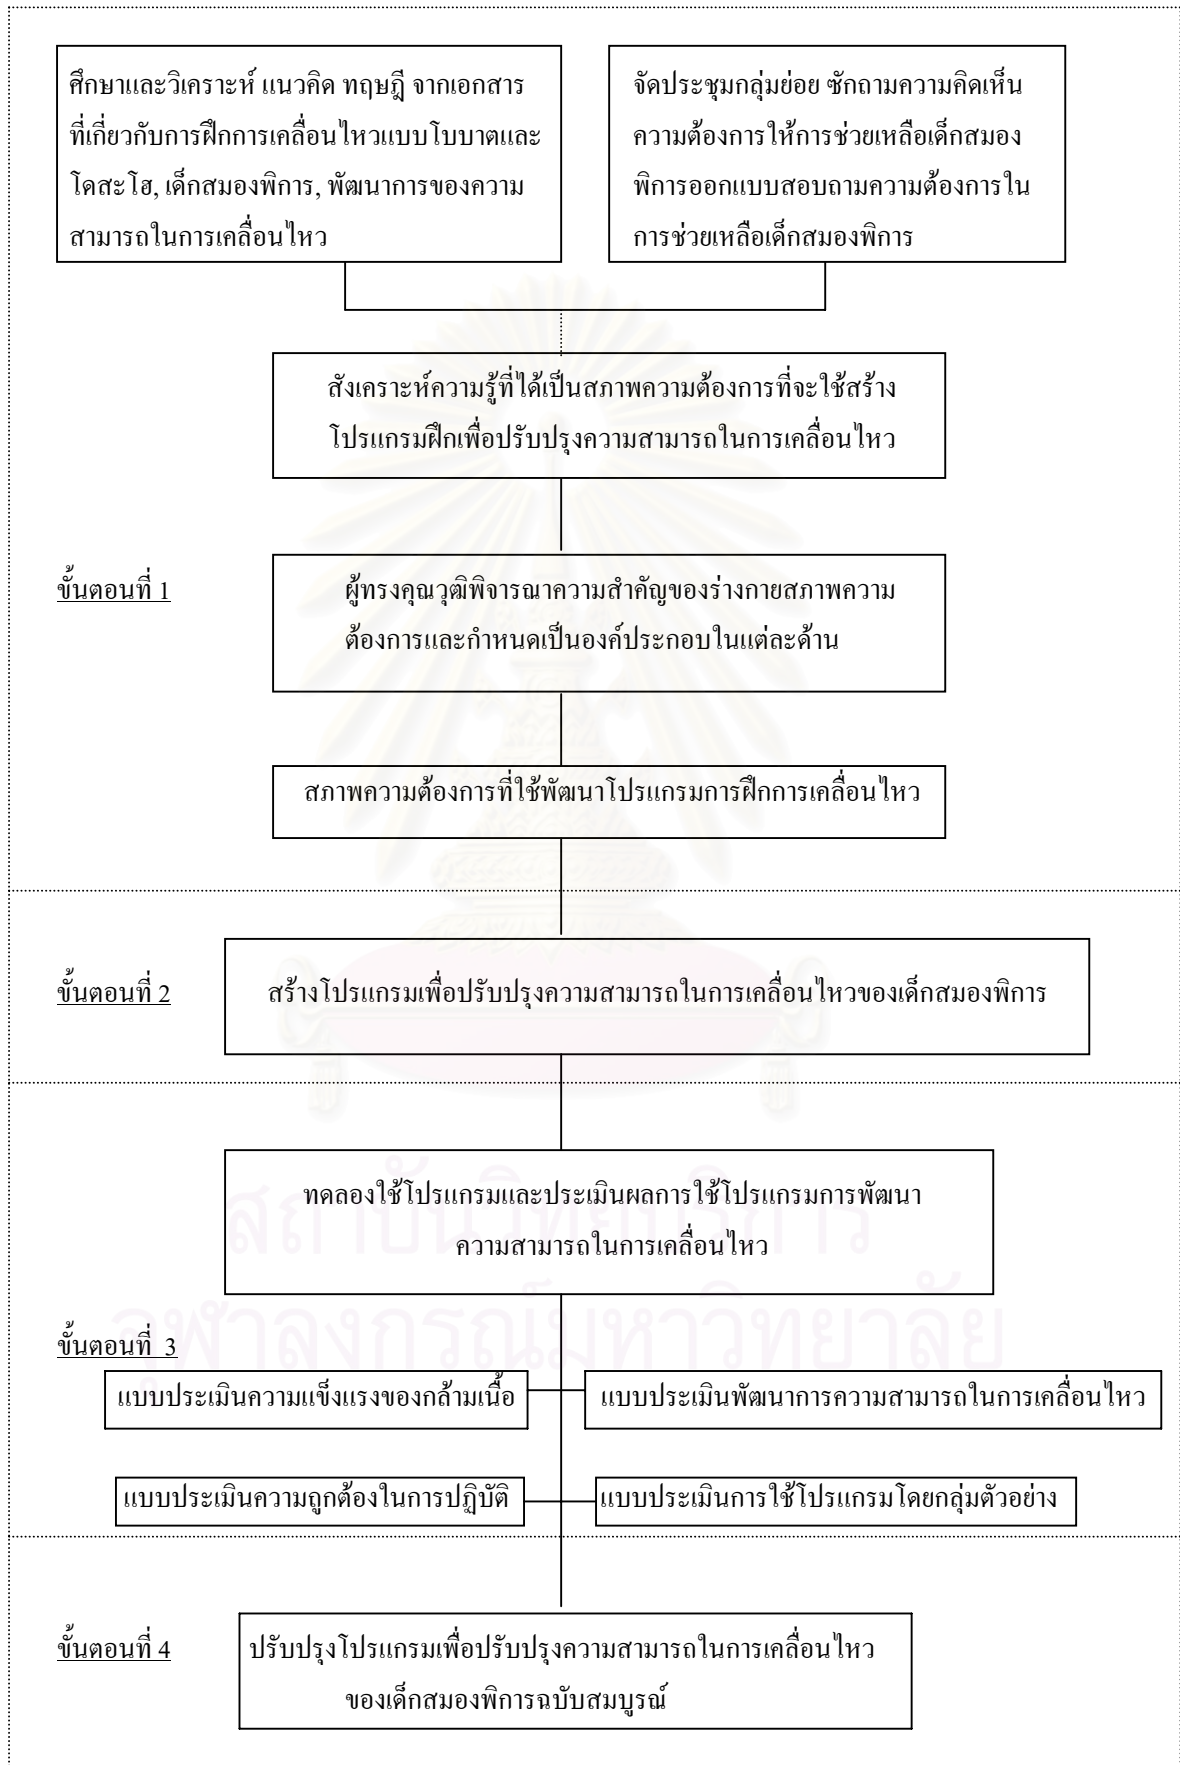 ศึกษาและวิเคราะห์ แนวคิด ทฤษฎี จากเอกสาร
ที่เกี่ยวกับการฝึกการเคลื่อนไหวแบบโบบาตและ
โดสะโฮ, เด็กสมองพิการ, พัฒนาการของความ
สามารถในการเคลื่อนไหว
จัดประชุมกลุ่มย่อย ซักถามความคิดเห็น
ความต้องการให้การช่วยเหลือเด็กสมอง
พิการออกแบบสอบถามความต้องการใน
การช่วยเหลือเด็กสมองพิการ
สังเคราะห์ความรู้ที่ได้เป็นสภาพความต้องการที่จะใช้สร้าง
โปรแกรมฝึกเพื่อปรับปรุงความสามารถในการเคลื่อนไหว
ขั้นตอนที่ 1
ผู้ทรงคุณวุฒิพิจารณาความสำคัญของร่างกายสภาพความ
ต้องการและกำหนดเป็นองค์ประกอบในแต่ละด้าน
สภาพความต้องการที่ใช้พัฒนาโปรแกรมการฝึกการเคลื่อนไหว
ขั้นตอนที่ 2
สร้างโปรแกรมเพื่อปรับปรุงความสามารถในการเคลื่อนไหวของเด็กสมองพิการ
ทดลองใช้โปรแกรมและประเมินผลการใช้โปรแกรมการพัฒนา
ความสามารถในการเคลื่อนไหว
สถาบันวิทยบริการ
จุฬาลงกรณ์มหาวิทยาลัย
ขั้นตอนที่ 3
แบบประเมินความแข็งแรงของกล้ามเนื้อ
แบบประเมินพัฒนาการความสามารถในการเคลื่อนไหว
แบบประเมินความถูกต้องในการปฏิบัติ
แบบประเมินการใช้โปรแกรมโดยกลุ่มตัวอย่าง
ขั้นตอนที่ 4
ปรับปรุงโปรแกรมเพื่อปรับปรุงความสามารถในการเคลื่อนไหว
ของเด็กสมองพิการฉบับสมบูรณ์